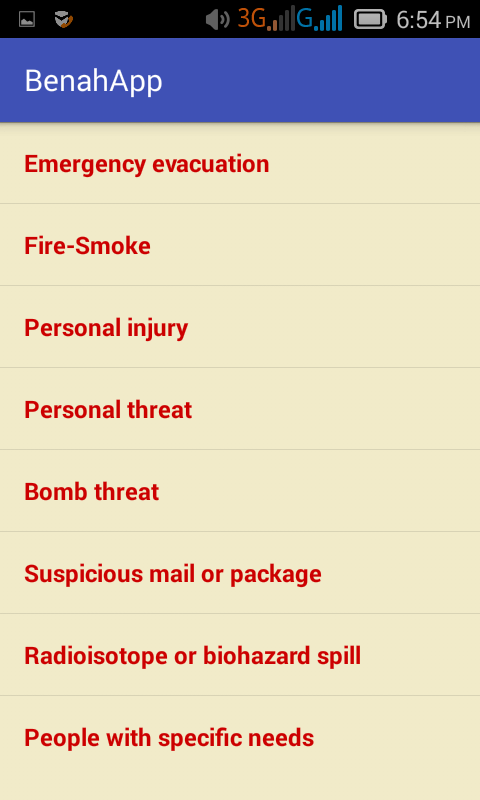 3G G 6:54 PM
BenahApp
Emergency evacuation
Fire-Smoke
Personal injury
Personal threat
Bomb threat
Suspicious mail or package
Radioisotope or biohazard spill
People with specific needs